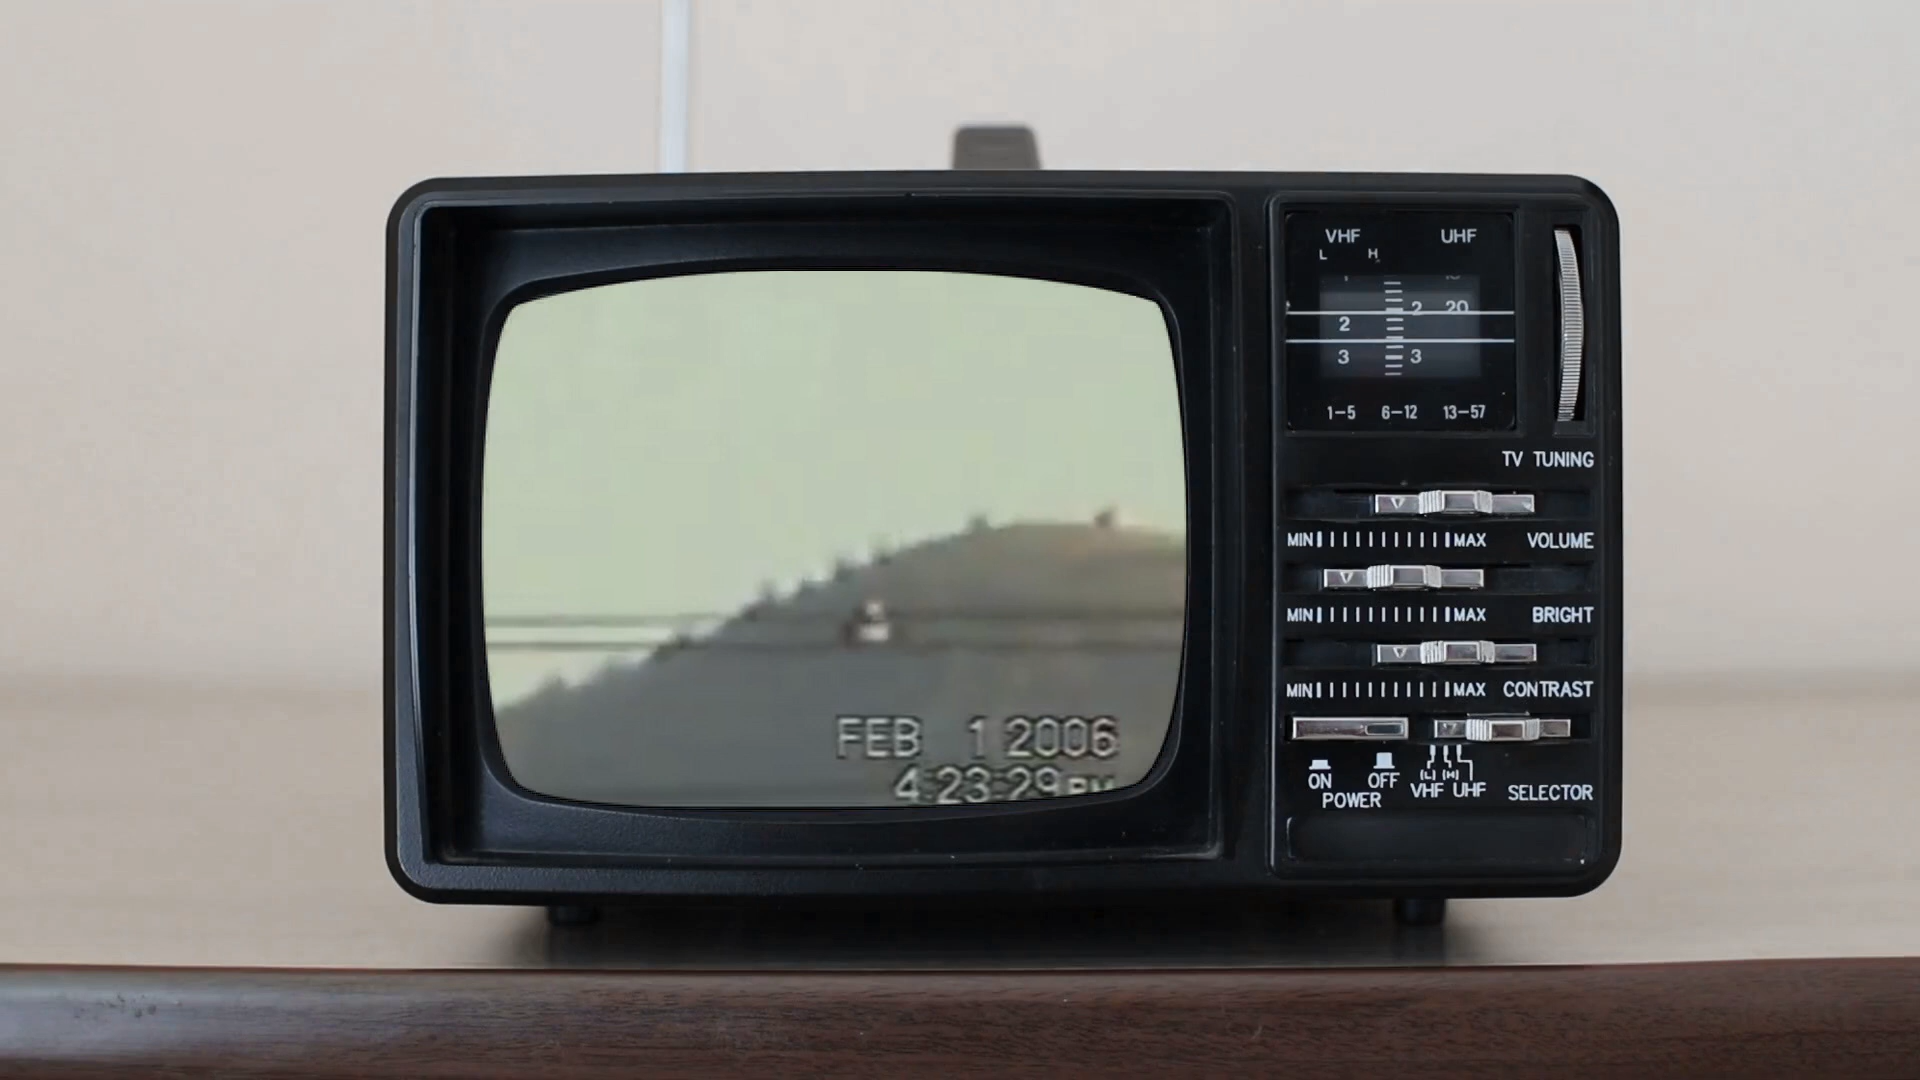 VHF UHF
L H
2 20
2
3 3
1-5 6-12 13-57
TV TUNING
MIN MAX VOLUME
MIN MAX BRIGHT
MIN MAX CONTRAST
ON OFF
POWER
(L) (H)
VHF UHF
SELECTOR
FEB 1 2006
4:23:29 PM